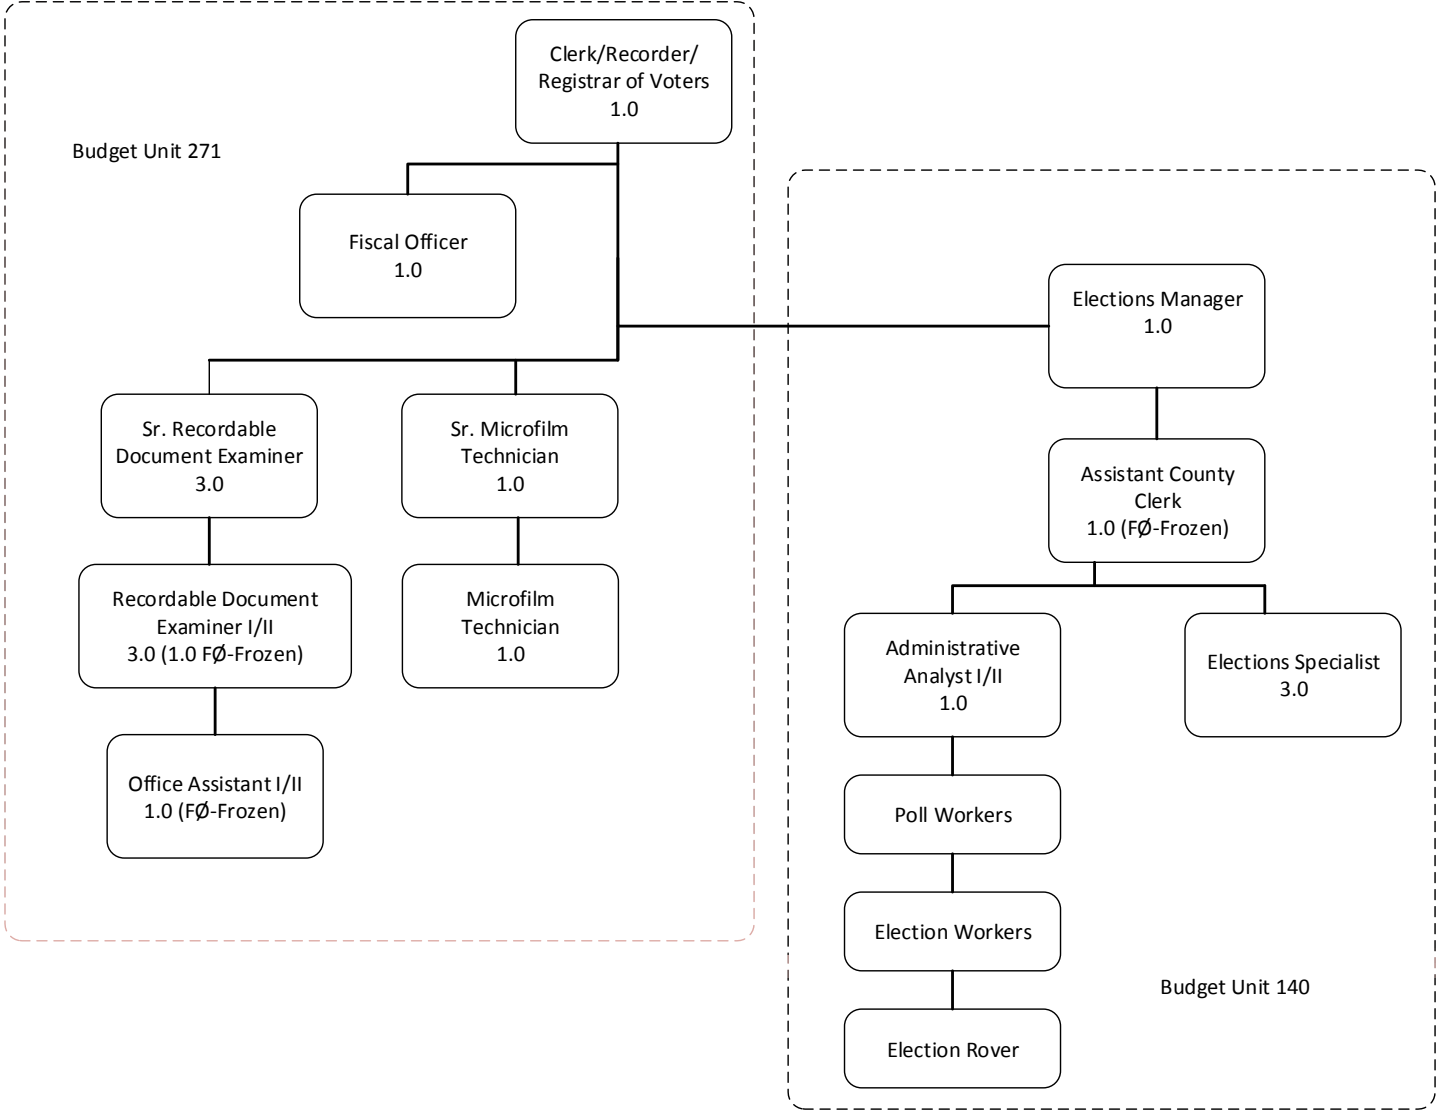 Clerk/Recorder/
Registrar of Voters
1.0
Budget Unit 271
Fiscal Officer
1.0
Elections Manager
1.0
Sr. Recordable
Document Examiner
3.0
Sr. Microfilm
Technician
1.0
Assistant County
Clerk
1.0 (FØ-Frozen)
Recordable Document
Examiner I/II
3.0 (1.0 FØ-Frozen)
Microfilm
Technician
1.0
Administrative
Analyst I/II
1.0
Elections Specialist
3.0
Office Assistant I/II
1.0 (FØ-Frozen)
Poll Workers
Election Workers
Budget Unit 140
Election Rover